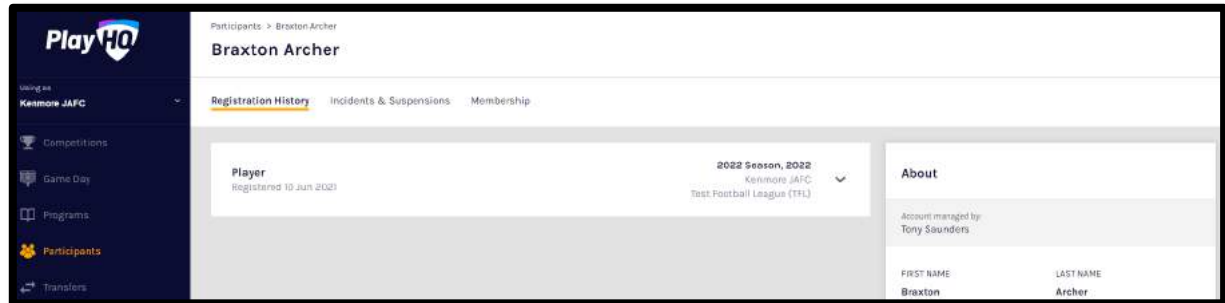 PlayHQ
Using as
Kenmore JAFC
Competitions
Game Day
Programs
Participants
Transfers
Participants > Braxton Archer
Braxton Archer
Registration History Incidents & Suspensions Membership
Player
Registered 10 Jun 2021
2022 Season, 2022
Kenmore JAFC
Test Football League (TFL)
About
Account managed by
Tony Saunders
FIRST NAME LAST NAME
Braxton Archer